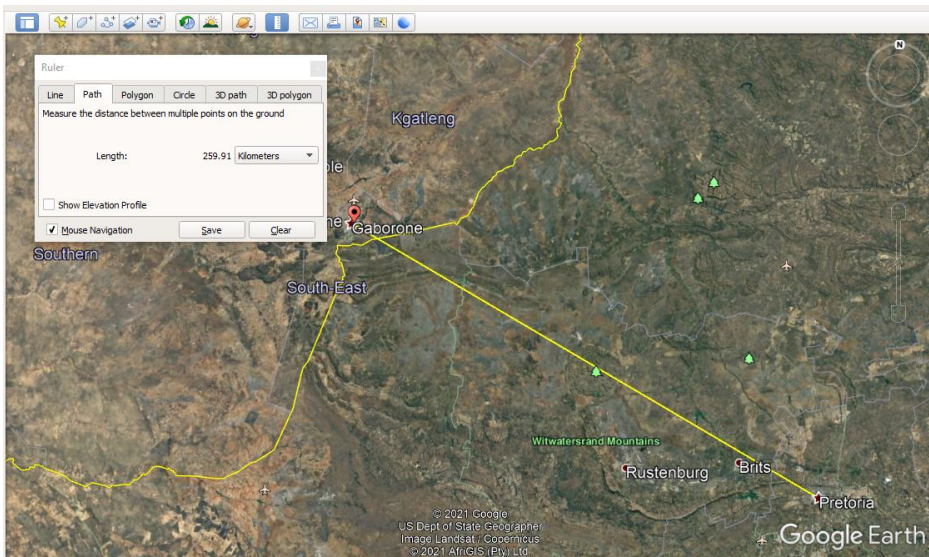 Ruler
Line Path Polygon Circle 3D path 3D polygon
Measure the distance between multiple points on the ground
Length: 259.91 Kilometers
Show Elevation Profile
Mouse Navigation Save Clear
N
Kgatleng
Gaborone
Southern
South-East
Witwatersrand Mountains
Rustenburg
Brits
Pretoria
© 2021 Google
US Dept of State Geographer
Image Landsat / Copernicus
© 2021 AfriGIS (Pty) Ltd.
Google Earth